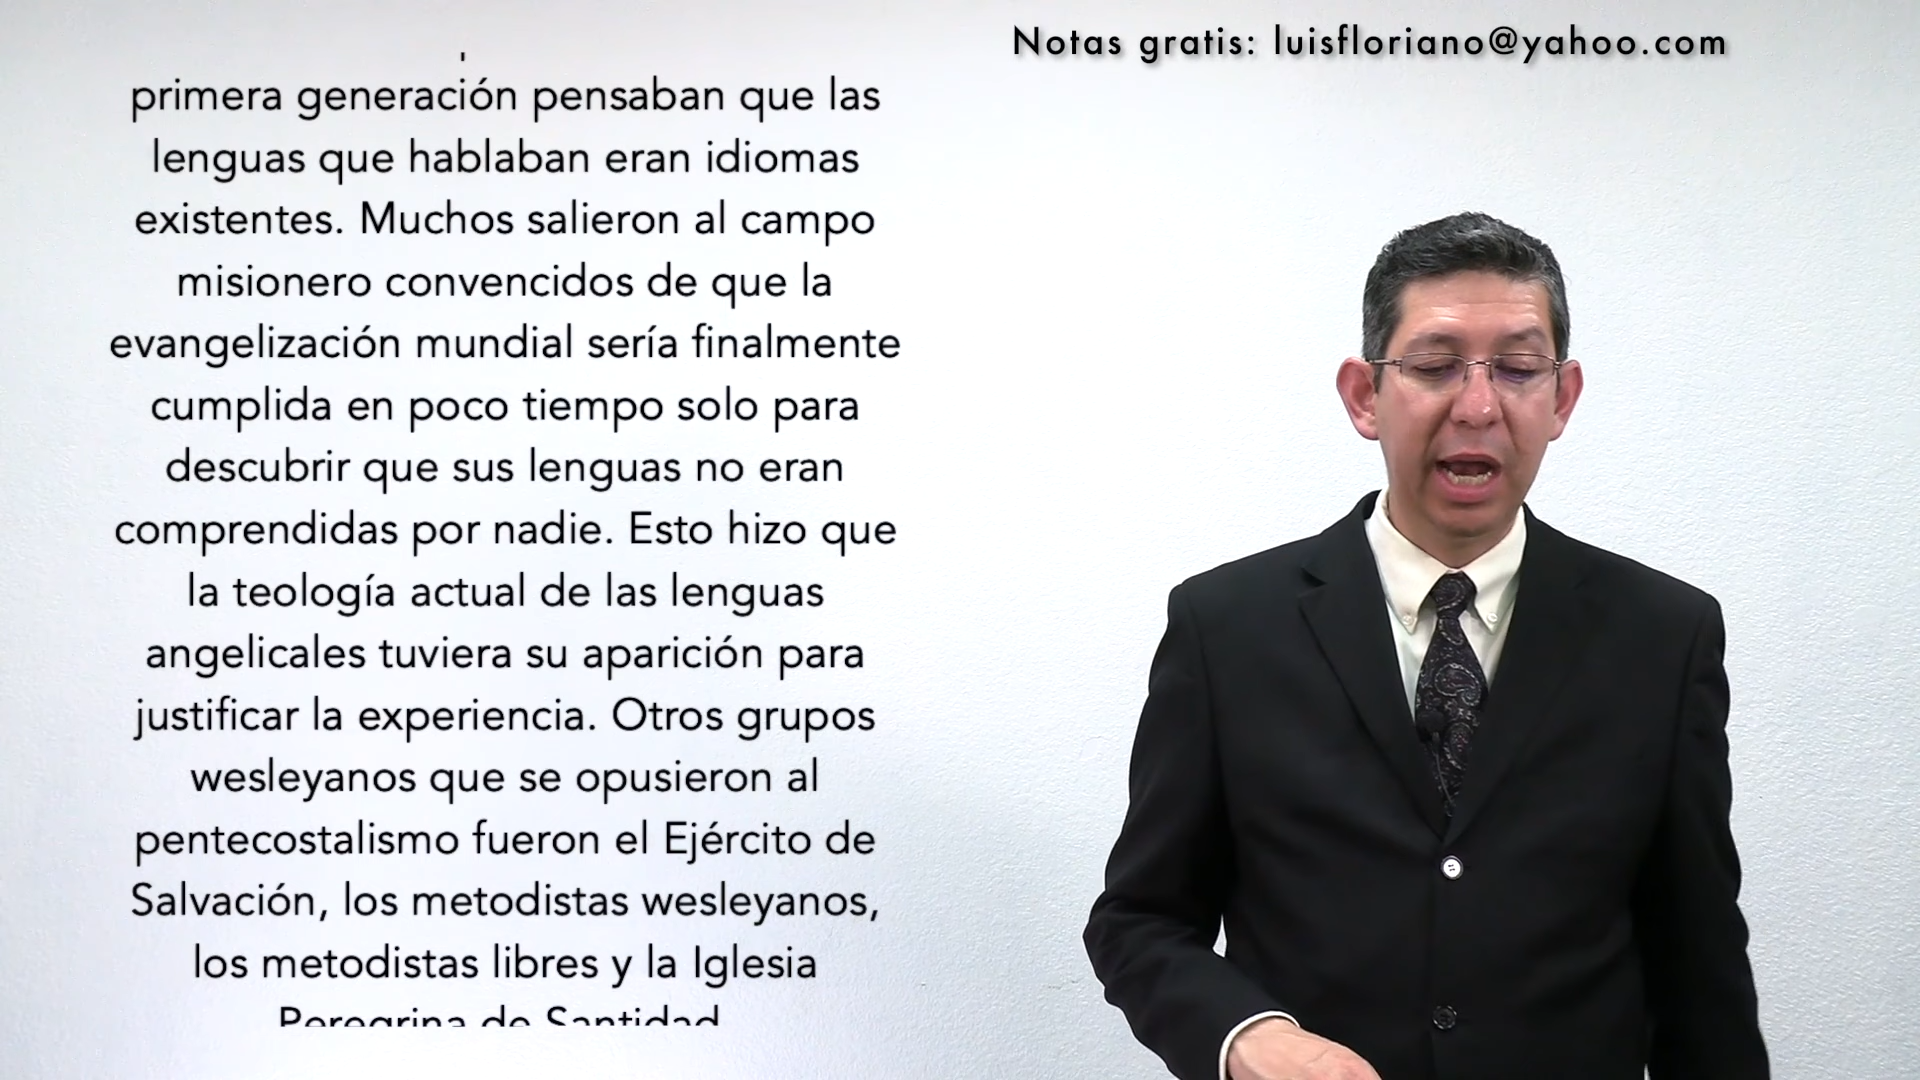 Notas gratis: luisfloriano@yahoo.com
primera generación pensaban que las
lenguas que hablaban eran idiomas
existentes. Muchos salieron al campo
misionero convencidos de que la
evangelización mundial sería finalmente
cumplida en poco tiempo solo para
descubrir que sus lenguas no eran
comprendidas por nadie. Esto hizo que
la teología actual de las lenguas
angelicales tuviera su aparición para
justificar la experiencia. Otros grupos
wesleyanos que se opusieron al
pentecostalismo fueron el Ejército de
Salvación, los metodistas wesleyanos,
los metodistas libres y la Iglesia
Peregrina de Santidad